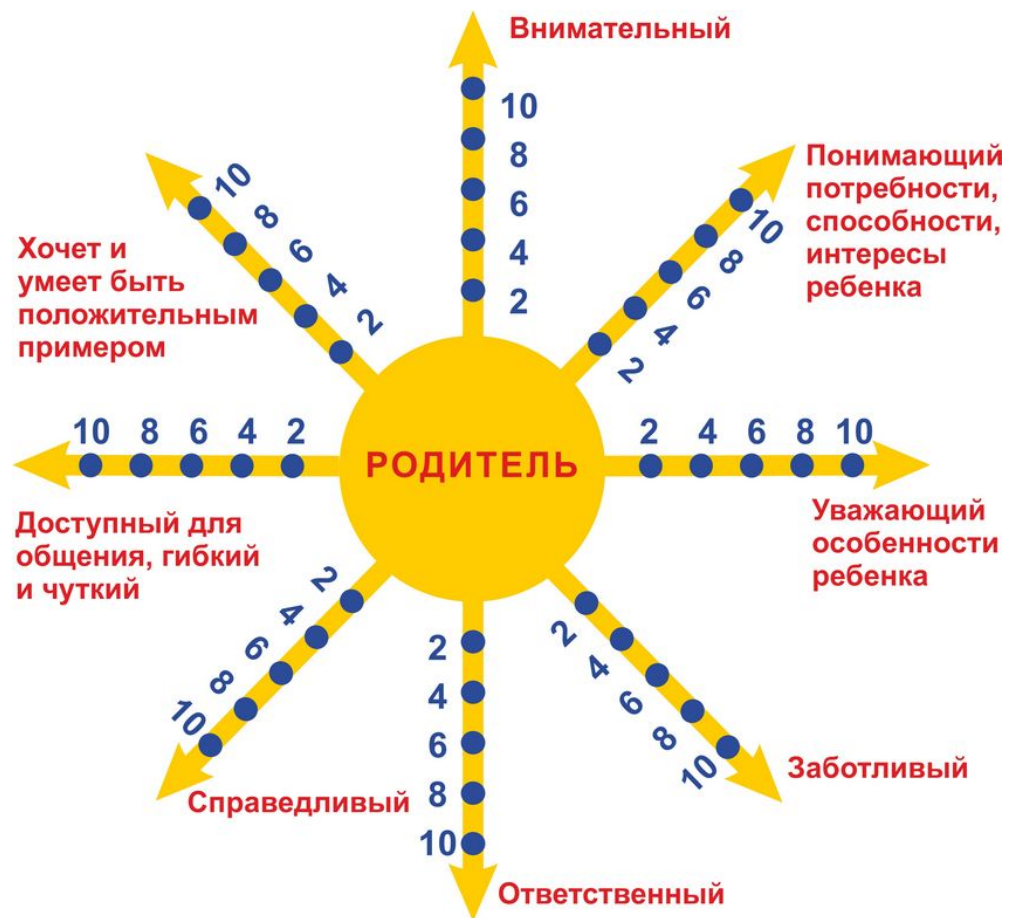 Внимательный
10
8
6
4
2
Понимающий
потребности,
способности,
интересы
ребенка
10
8
6
4
2
Хочет и
умеет быть
положительным
примером
10
8
6
4
2
10 8 6 4 2
РОДИТЕЛЬ
2 4 6 8 10
Доступный для
общения, гибкий
и чуткий
Уважающий
особенности
ребенка
2
4
6
8
10
Справедливый
2
4
6
8
10
Ответственный
2
4
6
8
10
Заботливый